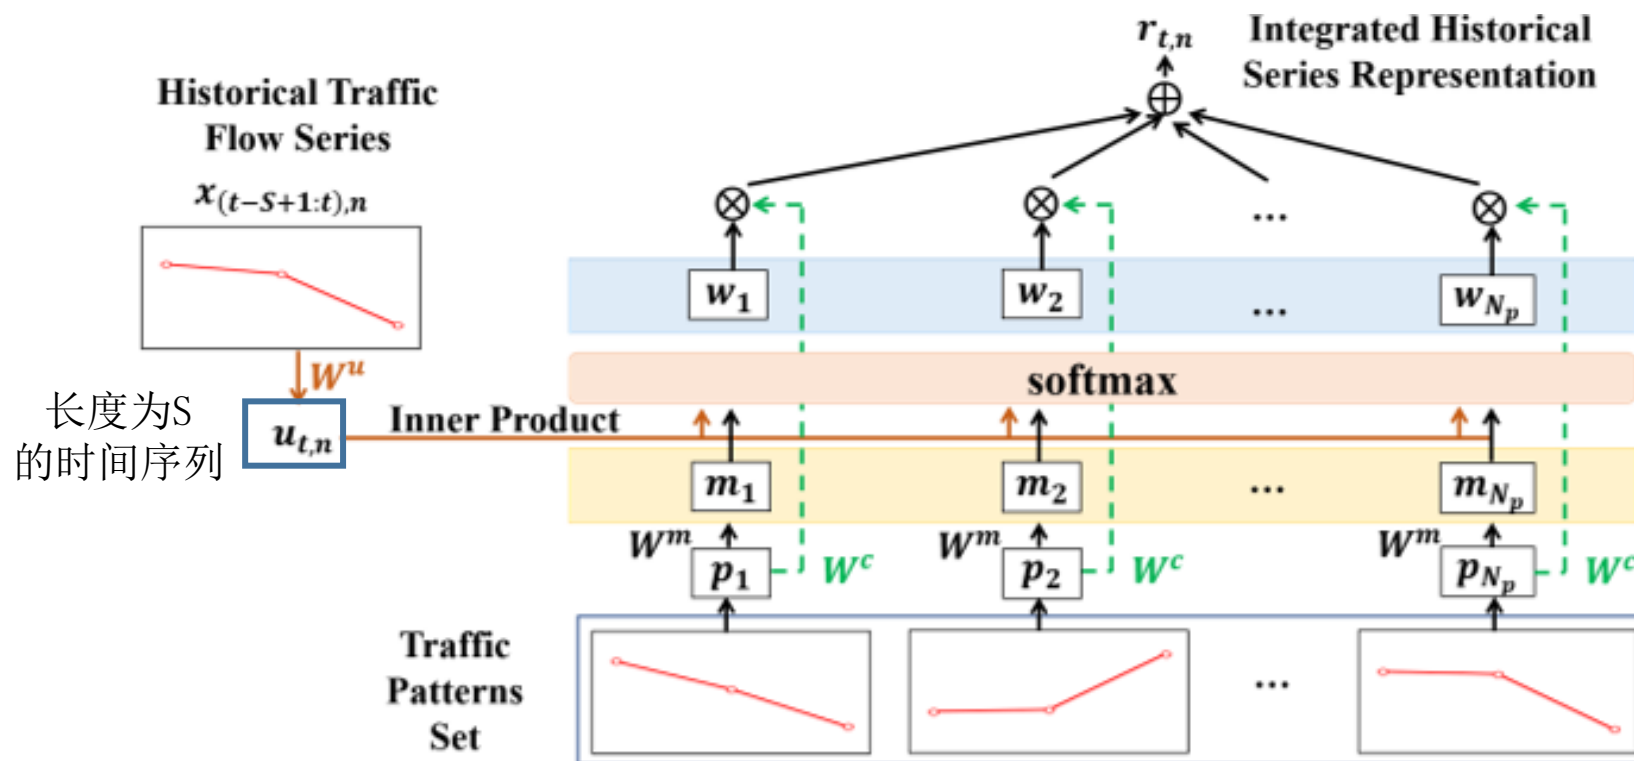 r_{t,n}
Integrated Historical
Series Representation
Historical Traffic
Flow Series
x_{(t−S+1:t),n}
w_1
w_2
...
w_{N_p}
W^u
softmax
长度为S
的时间序列
u_{t,n}
Inner Product
m_1
m_2
...
m_{N_p}
W^m
W^m
W^m
p_1
W^c
p_2
W^c
p_{N_p}
W^c
Traffic
Patterns
Set
...
...